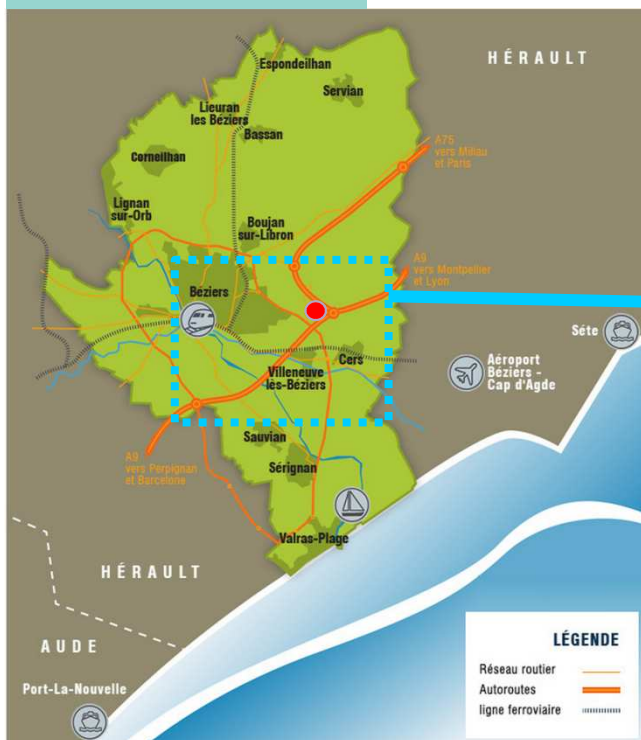 HÉRAULT
Espondeilhan
Servian
Lieuran
les Béziers
Bassan
A75
vers Millau
et Paris
Corneilhan
Lignan
sur-Orb
Boujan
sur-Libron
A9
vers Montpellier
et Lyon
Béziers
Séte
Cers
Aéroport
Béziers -
Cap d'Agde
Villeneuve
lès-Béziers
Sauvian
A9
vers Perpignan
et Barcelone
Sérignan
Valras-Plage
HÉRAULT
AUDE
LÉGENDE
Réseau routier
Autoroutes
ligne ferroviaire
Port-La-Nouvelle